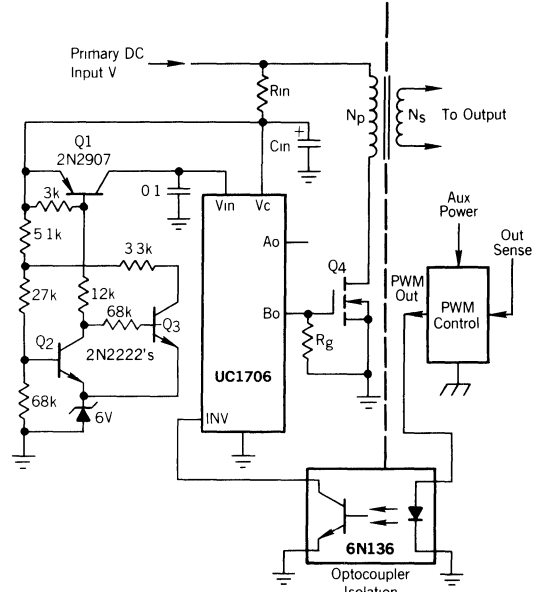 Primary DC
Input V
Rin
Cin
+
Np
Ns
To Output
Q1
2N2907
3k
0 1
Vin
Vc
5 1k
3 3k
Ao
Aux
Power
Out
Sense
Q4
PWM
Out
PWM
Control
27k
12k
68k
Q3
Bo
Q2
2N2222's
Rg
UC1706
68k
6V
INV
6N136
Optocoupler
Isolation